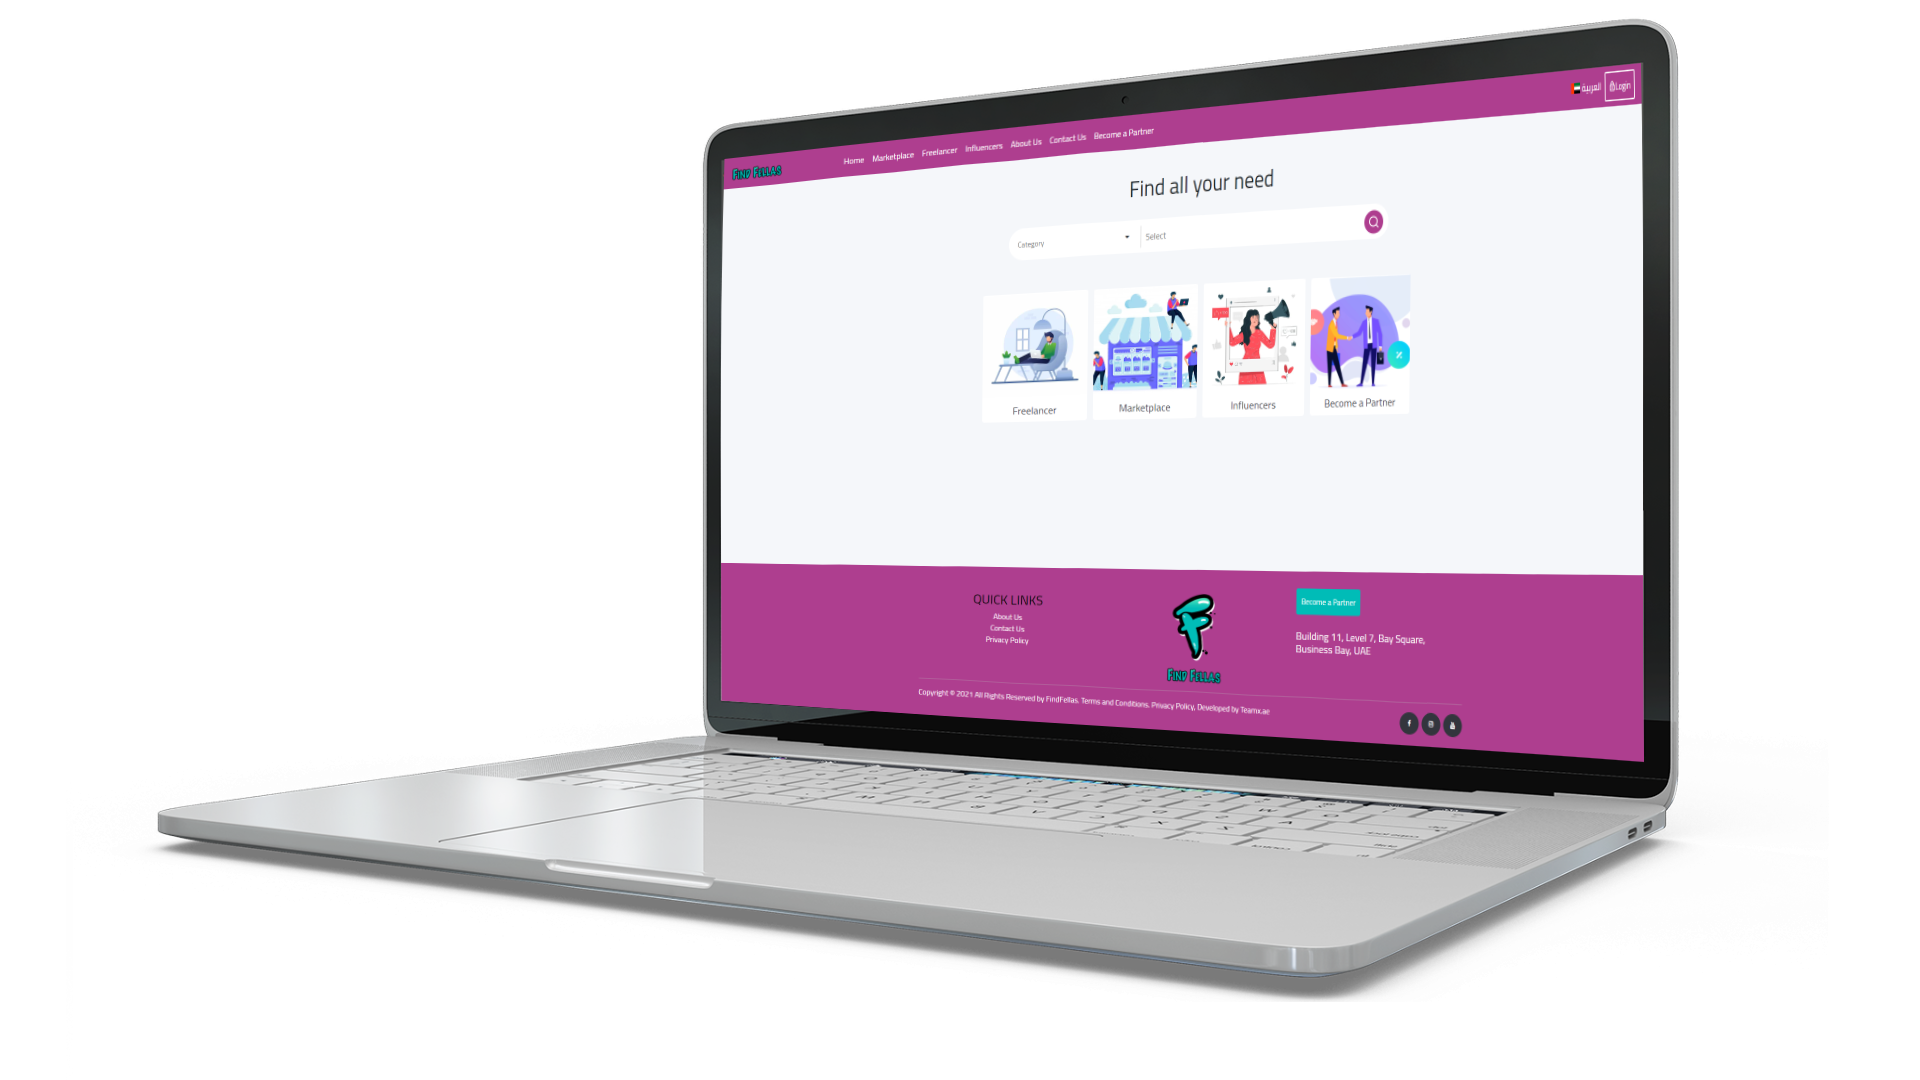 FIND FELLAS
Home Marketplace Freelancer Influencers About Us Contact Us Become a Partner
العربية Login
Find all your need
Category Select
Freelancer Marketplace Influencers Become a Partner
QUICK LINKS
About Us
Contact Us
Privacy Policy
FIND FELLAS
Become a Partner
Building 11, Level 7, Bay Square,
Business Bay, UAE
Copyright © 2021 All Rights Reserved by FindFellas. Terms and Conditions. Privacy Policy, Developed by Teamx.ae